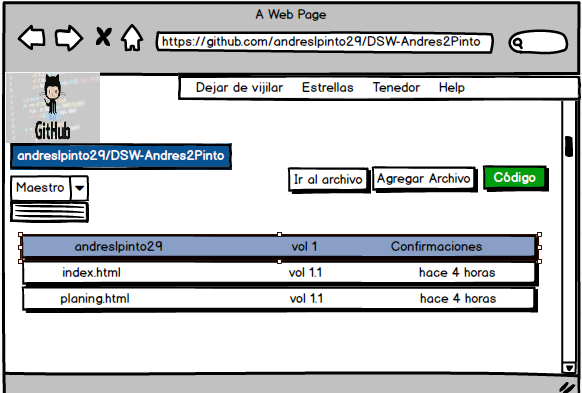 A Web Page
https://github.com/andreslpinto29/DSW-Andres2Pinto
GitHub
Dejar de vijilar Estrellas Tenedor Help
andreslpinto29/DSW-Andres2Pinto
Maestro
Ir al archivo Agregar Archivo Código
andreslpinto29 vol 1 Confirmaciones
index.html vol 1.1 hace 4 horas
planing.html vol 1.1 hace 4 horas